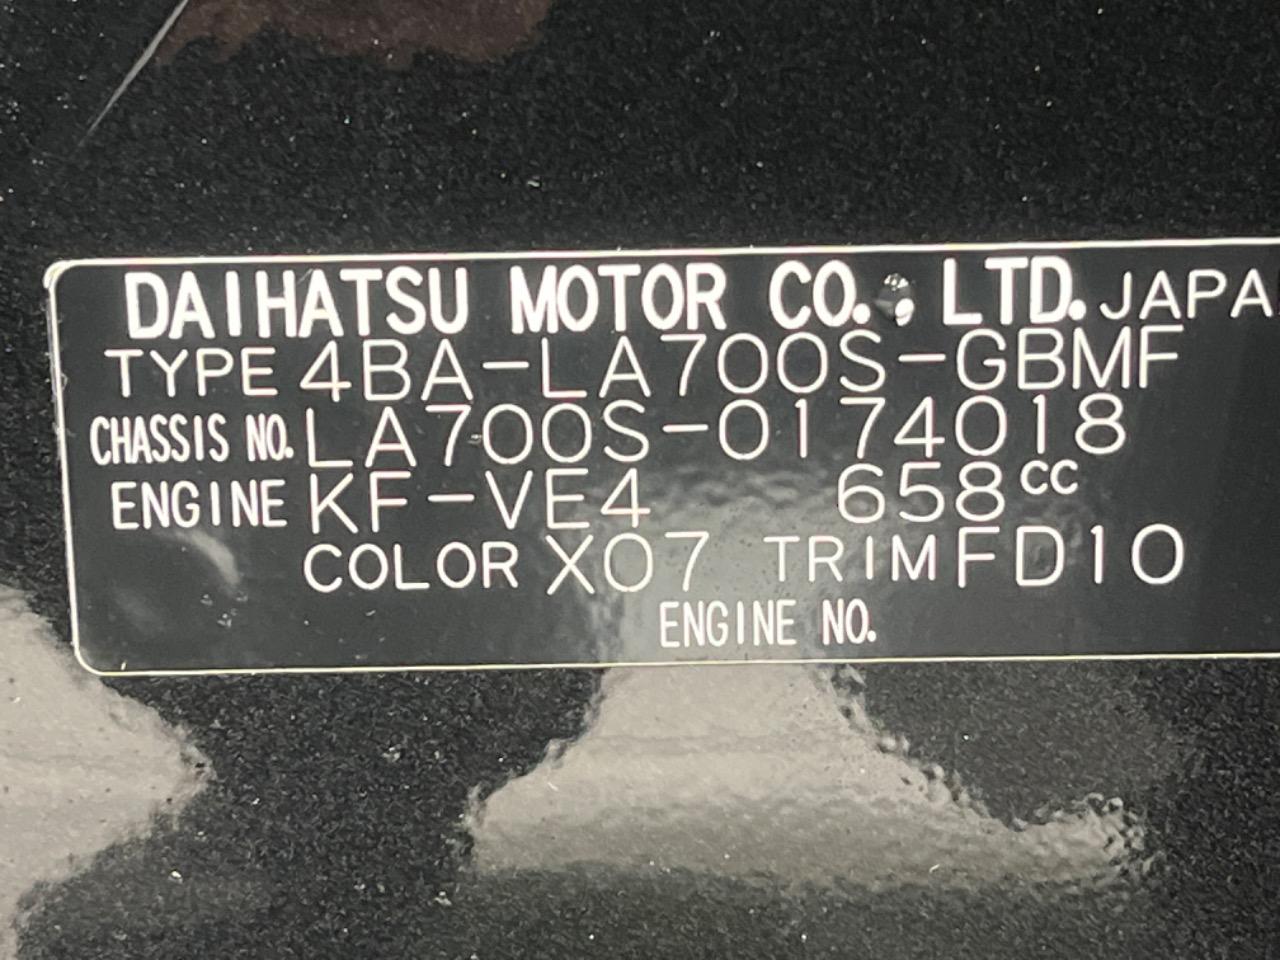 DAIHATSU MOTOR CO., LTD. JAPA
TYPE 4BA-LA700S-GBMF
CHASSIS NO. LA700S-0174018
ENGINE KF-VE4 658cc
COLOR X07 TRIM FD10
ENGINE NO.